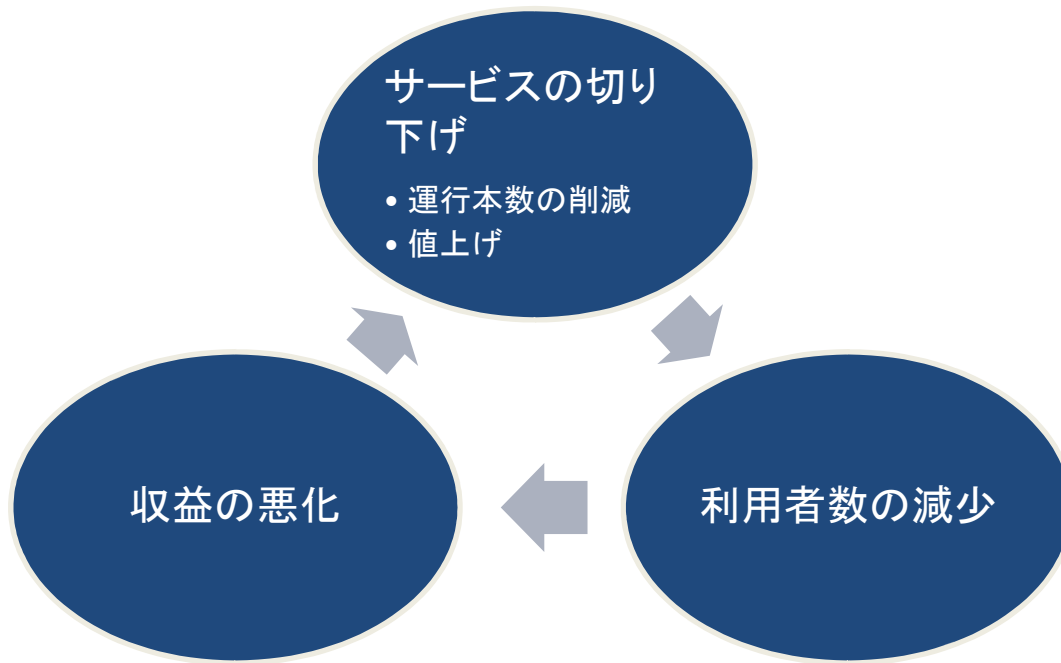 サービスの切り
下げ
• 運行本数の削減
• 値上げ
収益の悪化
利用者数の減少